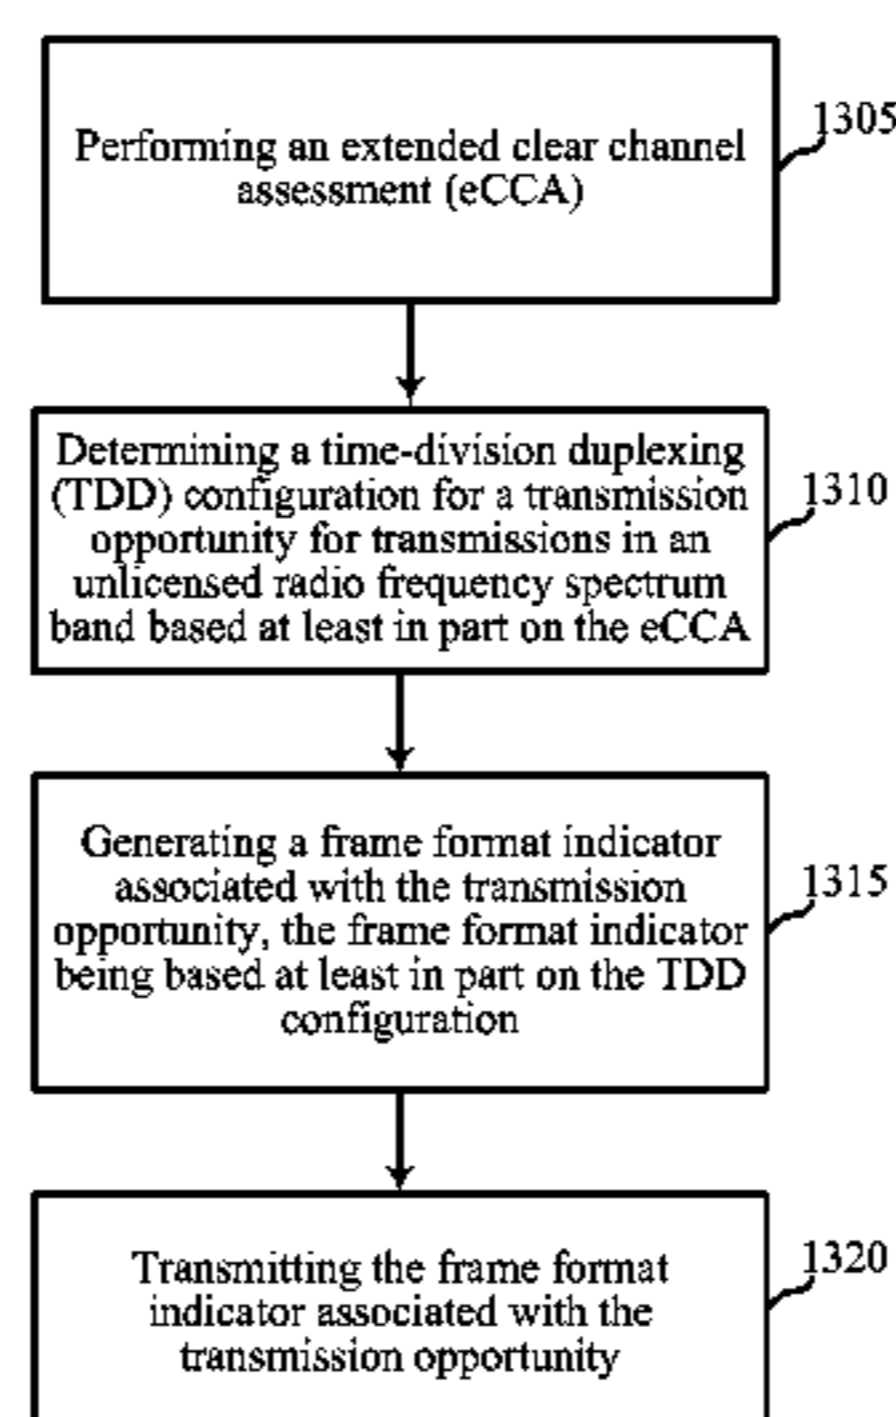 Performing an extended clear channel
assessment (eCCA)
1305
Determining a time-division duplexing
(TDD) configuration for a transmission
opportunity for transmissions in an
unlicensed radio frequency spectrum
band based at least in part on the eCCA
1310
Generating a frame format indicator
associated with the transmission
opportunity, the frame format indicator
being based at least in part on the TDD
configuration
1315
Transmitting the frame format
indicator associated with the
transmission opportunity
1320